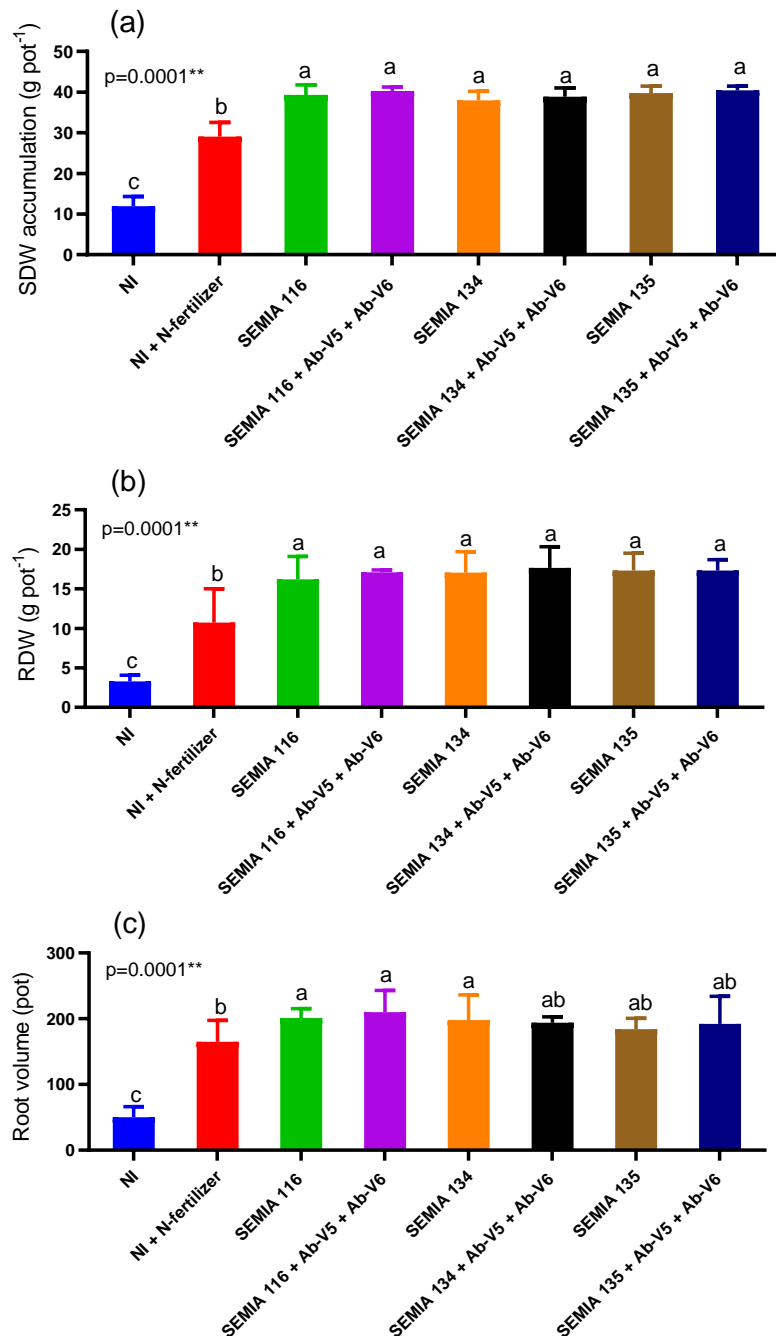 (a)
SDW accumulation (g pot⁻¹)
50
40
30
20
10
0
p=0.0001**
c
b
a
a
a
a
a
a
NI
NI + N-fertilizer
SEMIA 116
SEMIA 116 + Ab-V5 + Ab-V6
SEMIA 134
SEMIA 134 + Ab-V5 + Ab-V6
SEMIA 135
SEMIA 135 + Ab-V5 + Ab-V6
(b)
RDW (g pot⁻¹)
25
20
15
10
5
0
p=0.0001**
c
b
a
a
a
a
a
a
NI
NI + N-fertilizer
SEMIA 116
SEMIA 116 + Ab-V5 + Ab-V6
SEMIA 134
SEMIA 134 + Ab-V5 + Ab-V6
SEMIA 135
SEMIA 135 + Ab-V5 + Ab-V6
(c)
Root volume (pot)
300
200
100
0
p=0.0001**
c
b
a
a
a
ab
ab
ab
NI
NI + N-fertilizer
SEMIA 116
SEMIA 116 + Ab-V5 + Ab-V6
SEMIA 134
SEMIA 134 + Ab-V5 + Ab-V6
SEMIA 135
SEMIA 135 + Ab-V5 + Ab-V6